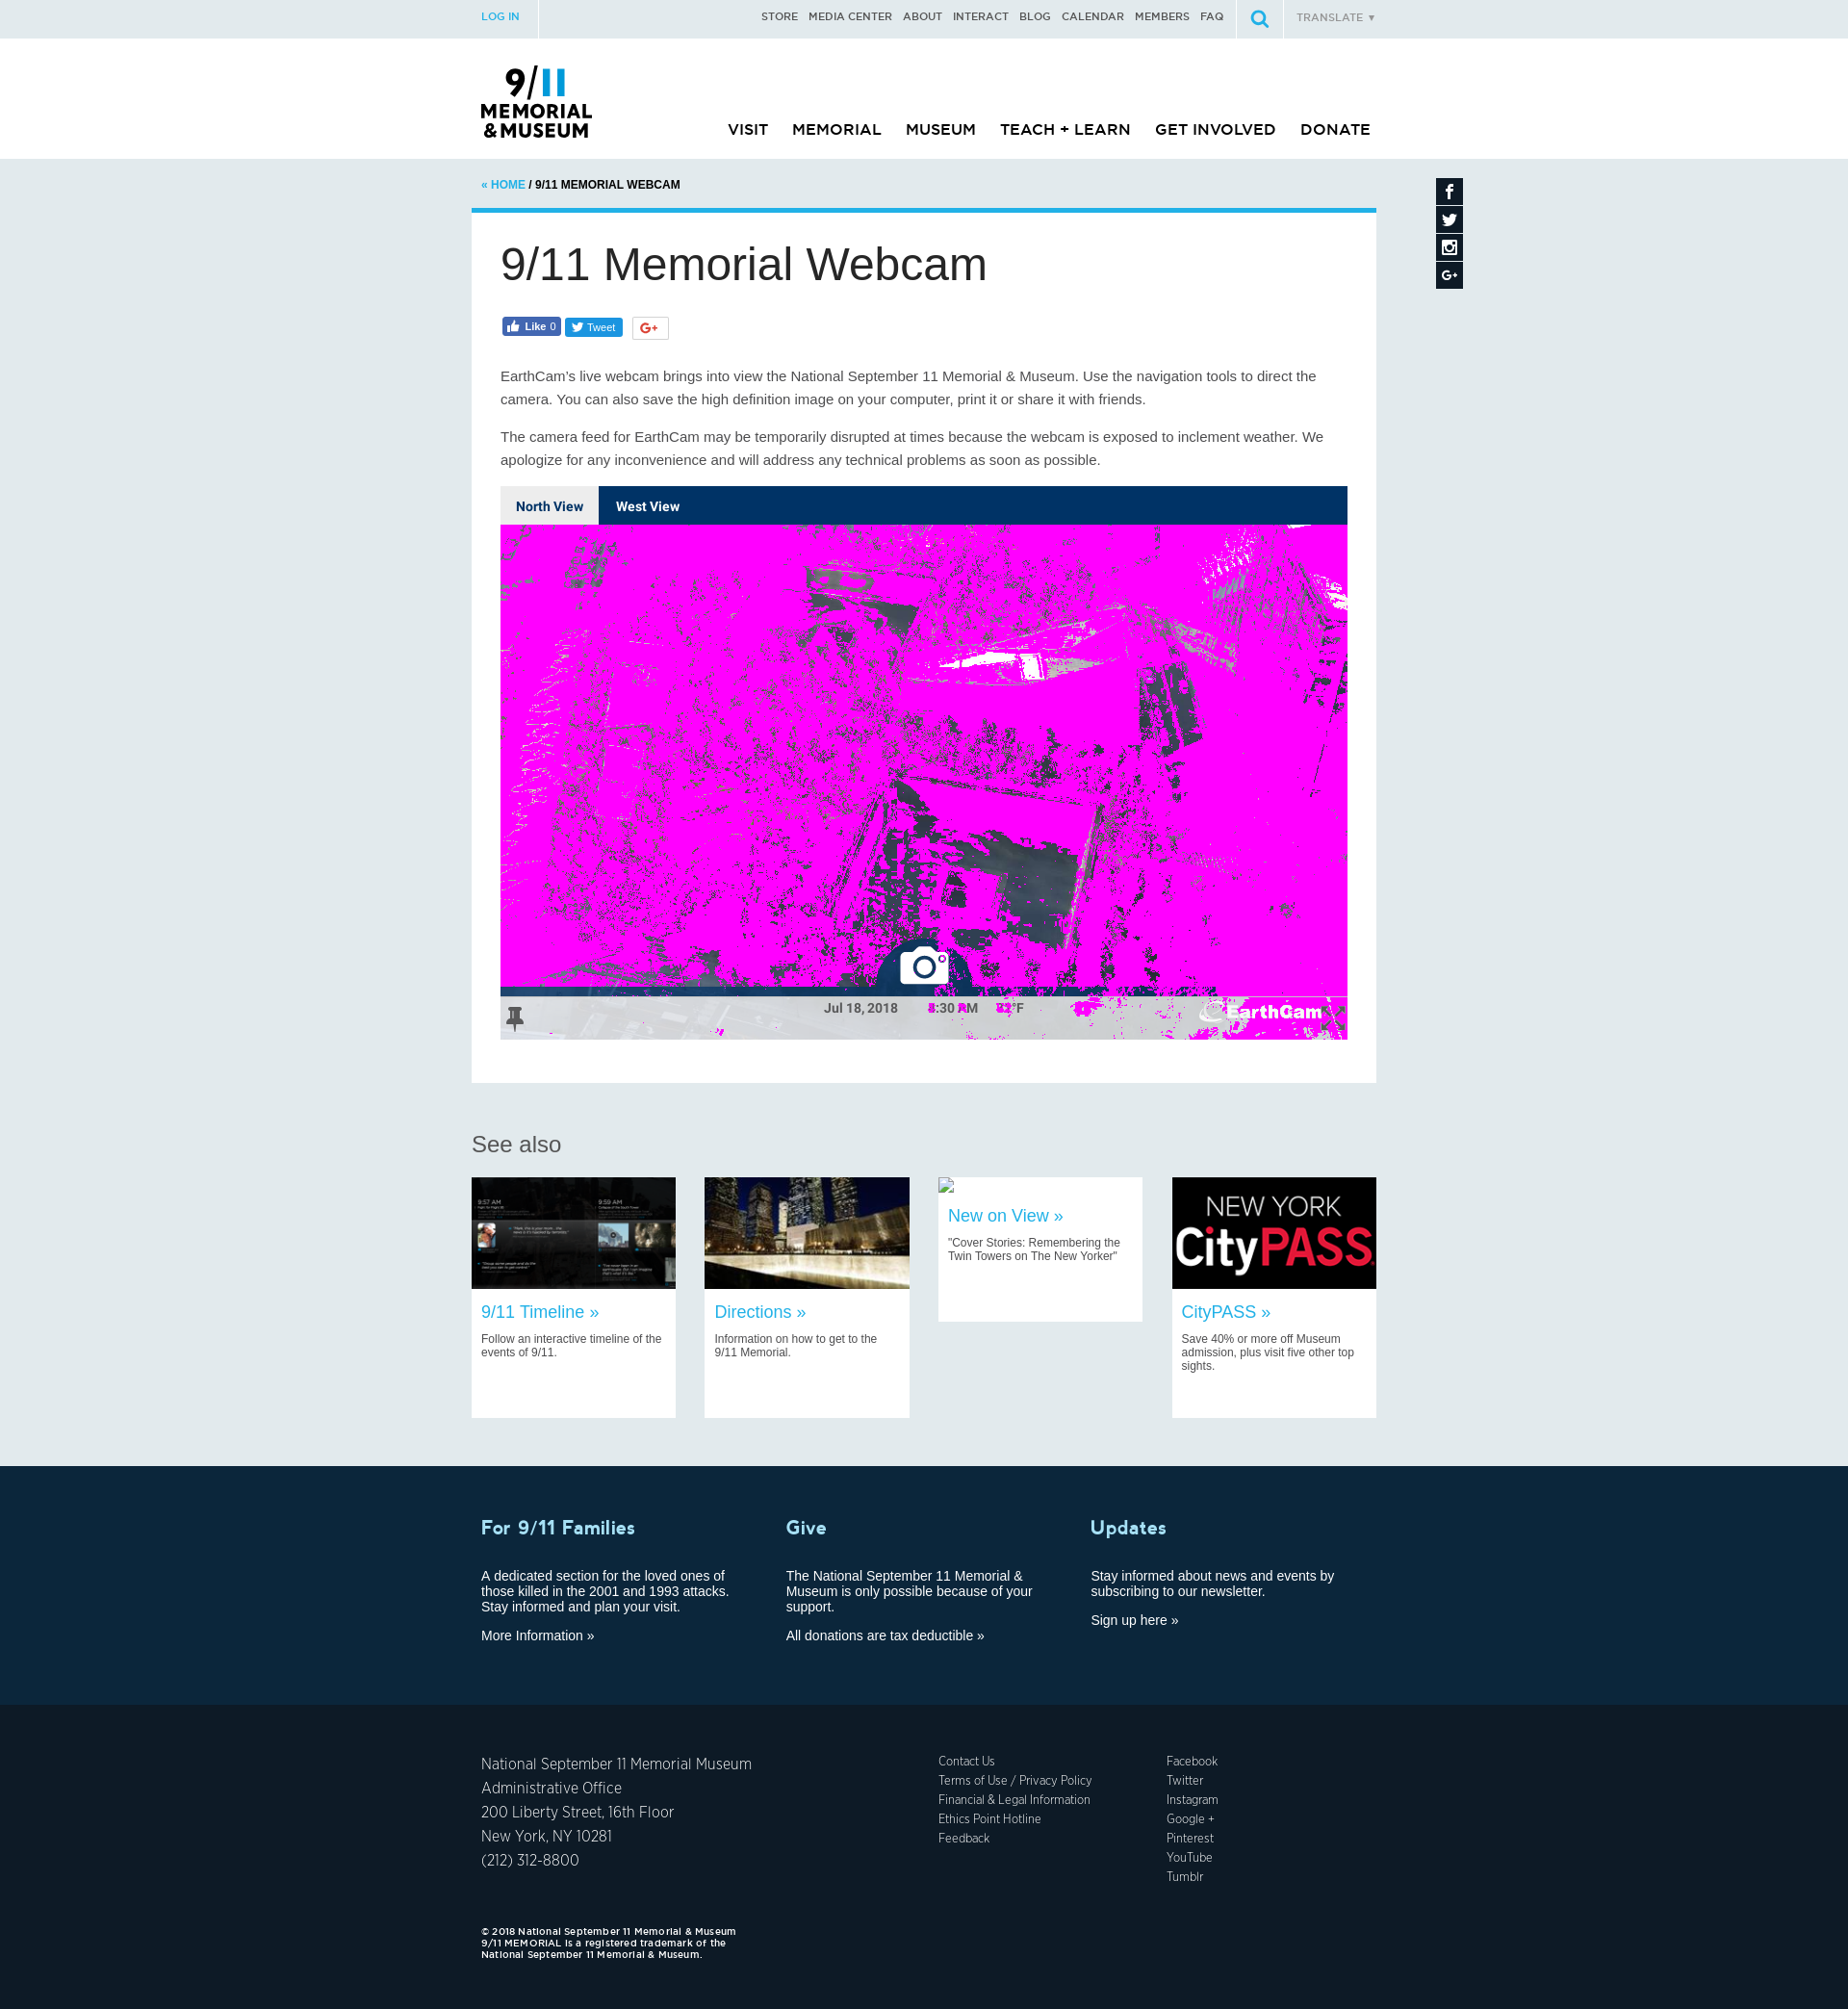 LOG IN
STORE MEDIA CENTER ABOUT INTERACT BLOG CALENDAR MEMBERS FAQ
TRANSLATE ▼
9/11
MEMORIAL
& MUSEUM
VISIT MEMORIAL MUSEUM TEACH + LEARN GET INVOLVED DONATE
« HOME / 9/11 MEMORIAL WEBCAM
9/11 Memorial Webcam
Like 0
Tweet
G+
EarthCam's live webcam brings into view the National September 11 Memorial & Museum. Use the navigation tools to direct the
camera. You can also save the high definition image on your computer, print it or share it with friends.
The camera feed for EarthCam may be temporarily disrupted at times because the webcam is exposed to inclement weather. We
apologize for any inconvenience and will address any technical problems as soon as possible.
North View West View
Jul 18, 2018
EarthCam
See also
9:57 AM
9:59 AM
9/11 Timeline »
Follow an interactive timeline of the
events of 9/11.
Directions »
Information on how to get to the
9/11 Memorial.
New on View »
"Cover Stories: Remembering the
Twin Towers on The New Yorker"
NEW YORK
CityPASS
CityPASS »
Save 40% or more off Museum
admission, plus visit five other top
sights.
For 9/11 Families
A dedicated section for the loved ones of
those killed in the 2001 and 1993 attacks.
Stay informed and plan your visit.
More Information »
Give
The National September 11 Memorial &
Museum is only possible because of your
support.
All donations are tax deductible »
Updates
Stay informed about news and events by
subscribing to our newsletter.
Sign up here »
National September 11 Memorial Museum
Administrative Office
200 Liberty Street, 16th Floor
New York, NY 10281
(212) 312-8800
Contact Us
Terms of Use / Privacy Policy
Financial & Legal Information
Ethics Point Hotline
Feedback
Facebook
Twitter
Instagram
Google +
Pinterest
YouTube
Tumblr
© 2018 National September 11 Memorial & Museum
9/11 MEMORIAL is a registered trademark of the
National September 11 Memorial & Museum.